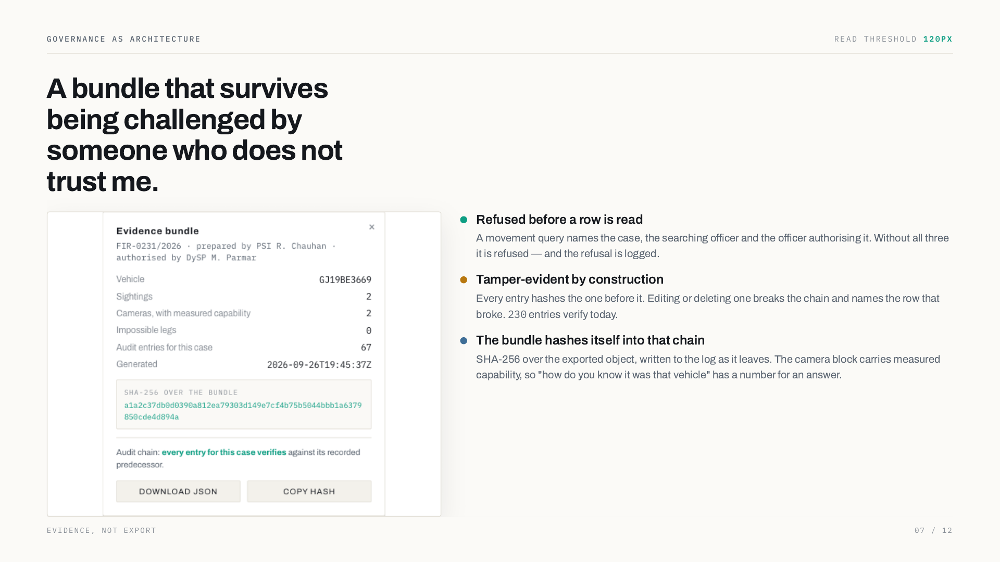 GOVERNANCE AS ARCHITECTURE
READ THRESHOLD 120PX
A bundle that survives
being challenged by
someone who does not
trust me.
Evidence bundle
×
FIR-0231/2026 · prepared by PSI R. Chauhan ·
authorised by DySP M. Parmar
Vehicle GJ19BE3669
Sightings 2
Cameras, with measured capability 2
Impossible legs 0
Audit entries for this case 67
Generated 2026-09-26T19:45:37Z
SHA-256 OVER THE BUNDLE
a1a2c37db0d0390a812ea79303d149e7cf4b75b5044bbb1a6379
850cde4d894a
Audit chain: every entry for this case verifies against its recorded
predecessor.
DOWNLOAD JSON
COPY HASH
Refused before a row is read
A movement query names the case, the searching officer and the officer authorising it. Without all three
it is refused — and the refusal is logged.
Tamper-evident by construction
Every entry hashes the one before it. Editing or deleting one breaks the chain and names the row that
broke. 230 entries verify today.
The bundle hashes itself into that chain
SHA-256 over the exported object, written to the log as it leaves. The camera block carries measured
capability, so "how do you know it was that vehicle" has a number for an answer.
EVIDENCE, NOT EXPORT
07 / 12